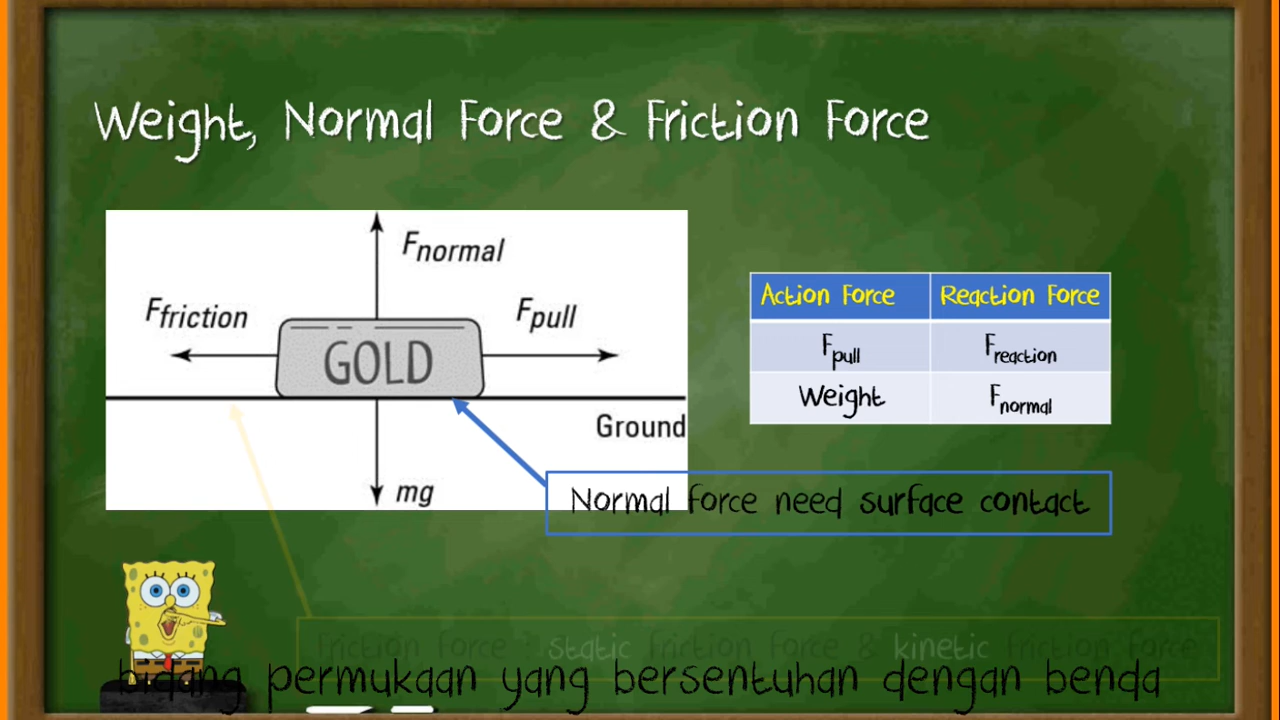 Weight, Normal Force & Friction Force
Fnormal
Ffriction
Fpull
GOLD
Ground
mg
Action Force Reaction Force
Fpull Freaction
Weight Fnormal
Normal force need surface contact
Friction force : static friction force & kinetic friction force
bidang permukaan yang bersentuhan dengan benda